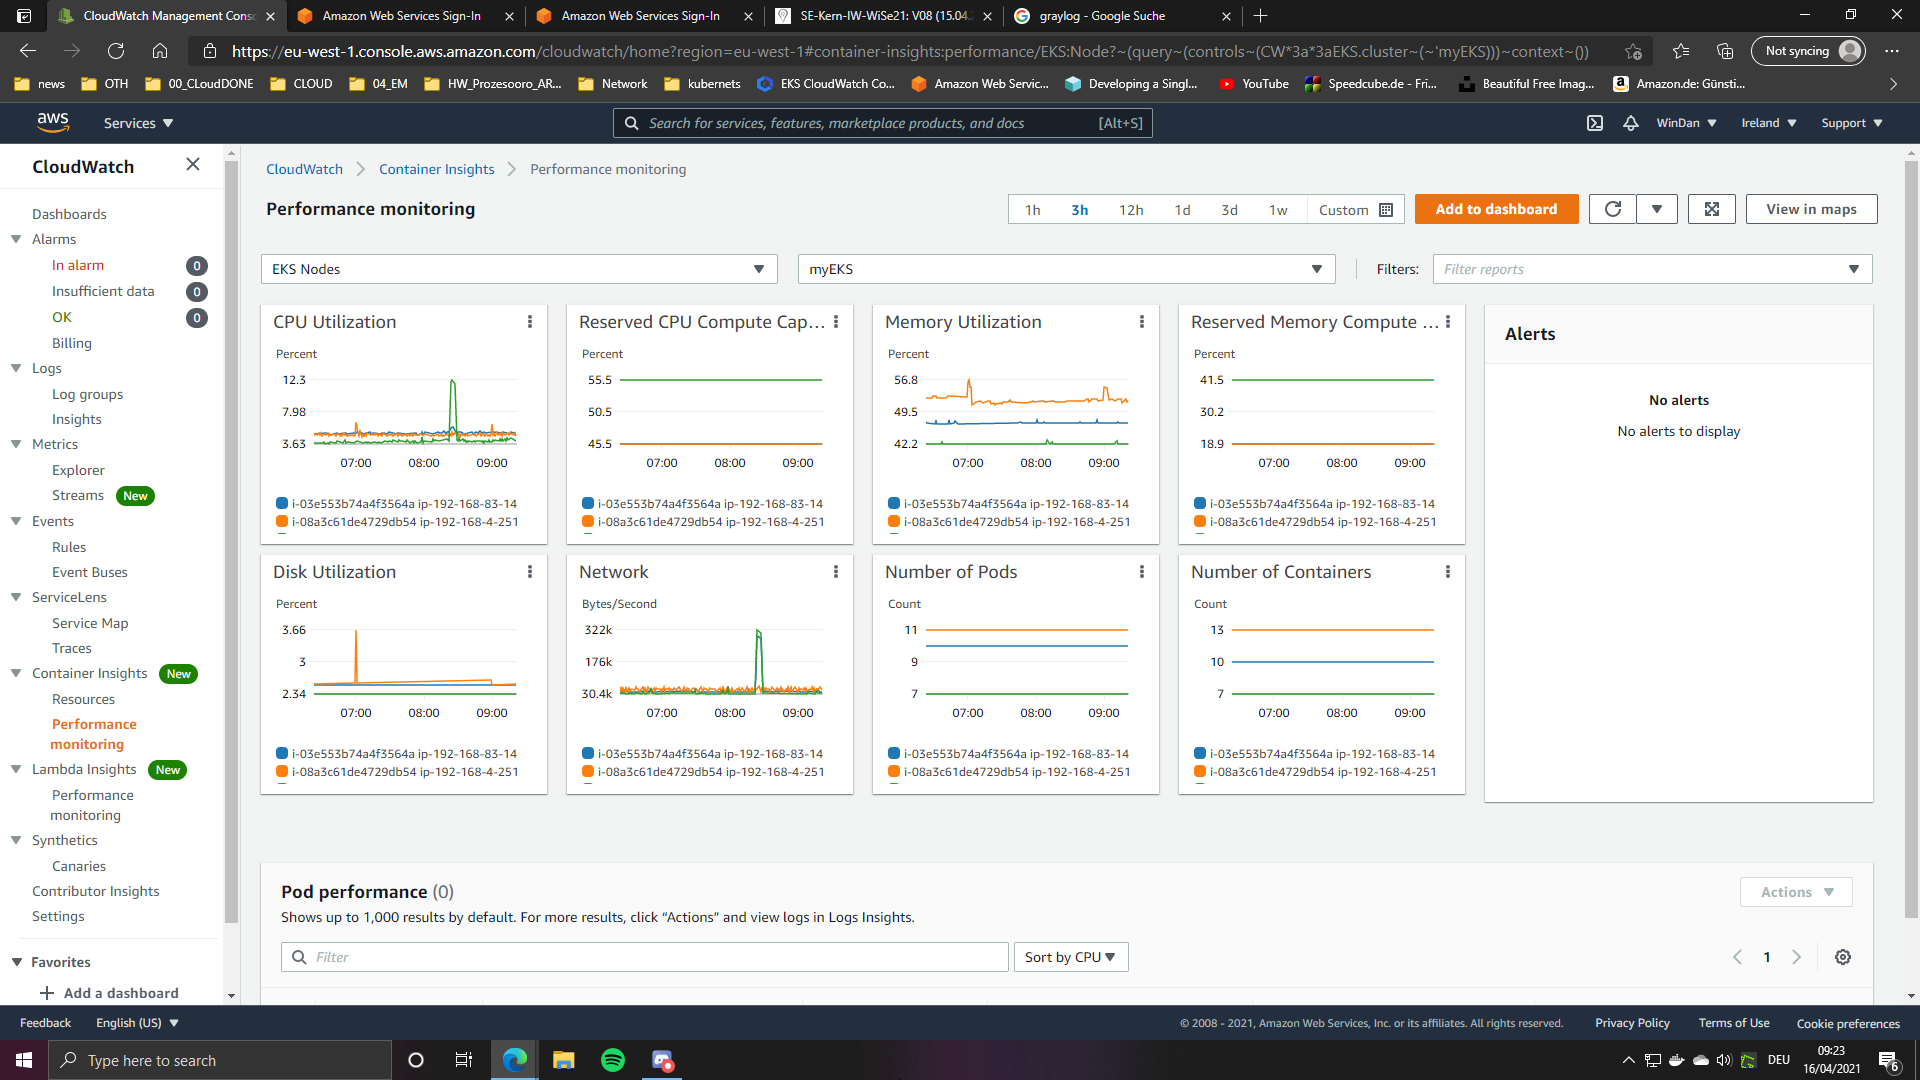 CloudWatch Management Conso
Amazon Web Services Sign-In
Amazon Web Services Sign-In
SE-Kern-IW-WiSe21: V08 (15.04.2
graylog - Google Suche
https://eu-west-1.console.aws.amazon.com/cloudwatch/home?region=eu-west-1#container-insights:performance/EKS:Node?~(query~(controls~(CW*3a*3aEKS.cluster~(~'myEKS)))~context~())
Not syncing
news
OTH
00_CLoudDONE
CLOUD
04_EM
HW_Prozesooro_AR...
Network
kubernets
EKS CloudWatch Co...
Amazon Web Servic...
Developing a Singl...
YouTube
Speedcube.de - Fri...
Beautiful Free Imag...
Amazon.de: Günsti...
aws
Services
Search for services, features, marketplace products, and docs
[Alt+S]
WinDan
Ireland
Support
CloudWatch
Dashboards
Alarms
In alarm 0
Insufficient data 0
OK 0
Billing
Logs
Log groups
Insights
Metrics
Explorer
Streams New
Events
Rules
Event Buses
ServiceLens
Service Map
Traces
Container Insights New
Resources
Performance
monitoring
Lambda Insights New
Performance
monitoring
Synthetics
Canaries
Contributor Insights
Settings
Favorites
Add a dashboard
CloudWatch
Container Insights
Performance monitoring
Performance monitoring
1h 3h 12h 1d 3d 1w Custom
Add to dashboard
View in maps
EKS Nodes
myEKS
Filters:
Filter reports
CPU Utilization
Percent
12.3
7.98
3.63
07:00 08:00 09:00
i-03e553b74a4f3564a ip-192-168-83-14
i-08a3c61de4729db54 ip-192-168-4-251
Reserved CPU Compute Cap...
Percent
55.5
50.5
45.5
07:00 08:00 09:00
i-03e553b74a4f3564a ip-192-168-83-14
i-08a3c61de4729db54 ip-192-168-4-251
Memory Utilization
Percent
56.8
49.5
42.2
07:00 08:00 09:00
i-03e553b74a4f3564a ip-192-168-83-14
i-08a3c61de4729db54 ip-192-168-4-251
Reserved Memory Compute ...
Percent
41.5
30.2
18.9
07:00 08:00 09:00
i-03e553b74a4f3564a ip-192-168-83-14
i-08a3c61de4729db54 ip-192-168-4-251
Alerts
No alerts
No alerts to display
Disk Utilization
Percent
3.66
3
2.34
07:00 08:00 09:00
i-03e553b74a4f3564a ip-192-168-83-14
i-08a3c61de4729db54 ip-192-168-4-251
Network
Bytes/Second
322k
176k
30.4k
07:00 08:00 09:00
i-03e553b74a4f3564a ip-192-168-83-14
i-08a3c61de4729db54 ip-192-168-4-251
Number of Pods
Count
11
9
7
07:00 08:00 09:00
i-03e553b74a4f3564a ip-192-168-83-14
i-08a3c61de4729db54 ip-192-168-4-251
Number of Containers
Count
13
10
7
07:00 08:00 09:00
i-03e553b74a4f3564a ip-192-168-83-14
i-08a3c61de4729db54 ip-192-168-4-251
Pod performance (0)
Actions
Shows up to 1,000 results by default. For more results, click “Actions” and view logs in Logs Insights.
Filter
Sort by CPU
1
Feedback
English (US)
© 2008 - 2021, Amazon Web Services, Inc. or its affiliates. All rights reserved.
Privacy Policy
Terms of Use
Cookie preferences
Type here to search
DEU
09:23
16/04/2021
6